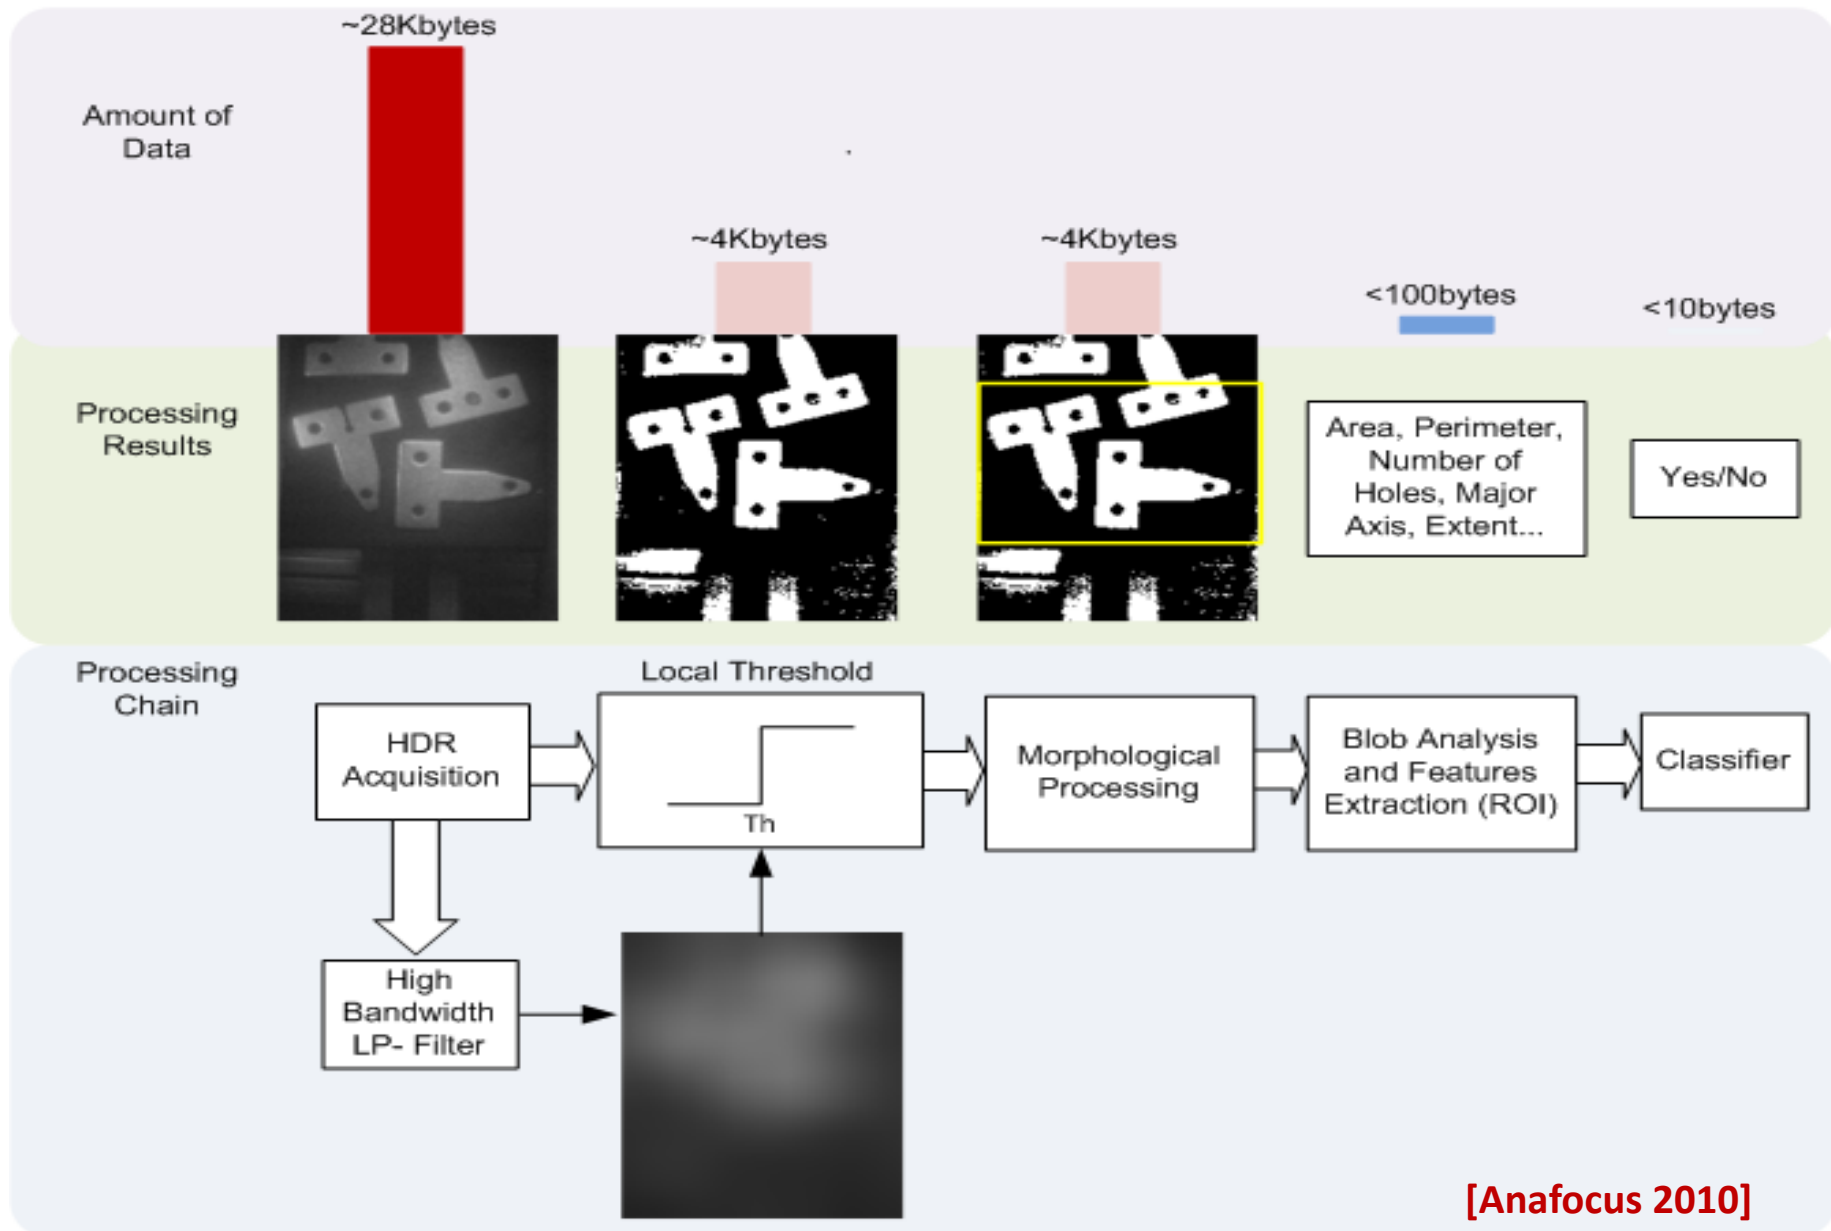 ~28Kbytes
Amount of
Data
~4Kbytes
~4Kbytes
<100bytes
<10bytes
Processing
Results
Area, Perimeter,
Number of
Holes, Major
Axis, Extent...
Yes/No
Processing
Chain
Local Threshold
HDR
Acquisition
Th
Morphological
Processing
Blob Analysis
and Features
Extraction (ROI)
Classifier
High
Bandwidth
LP- Filter
[Anafocus 2010]